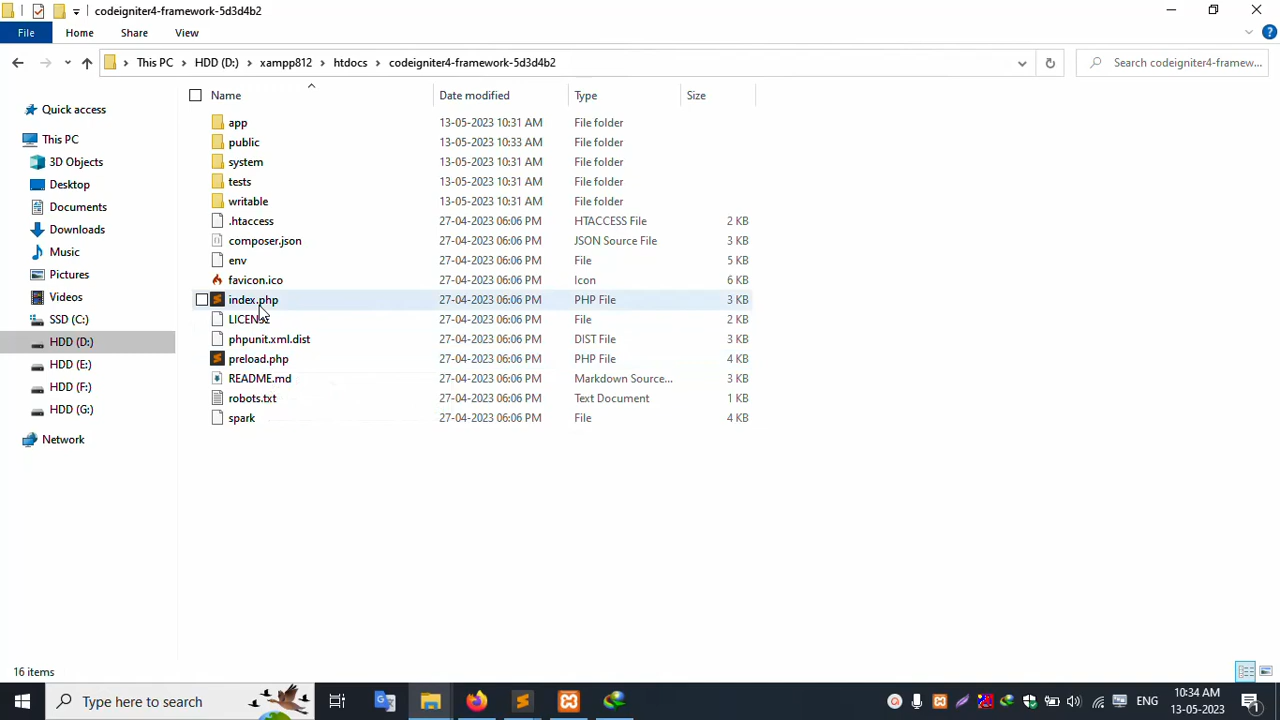 codeigniter4-framework-5d3d4b2
File Home Share View
This PC HDD (D:) xampp812 htdocs codeigniter4-framework-5d3d4b2
Search codeigniter4-framew...
Name Date modified Type Size
Quick access
This PC
3D Objects
Desktop
Documents
Downloads
Music
Pictures
Videos
SSD (C:)
HDD (D:)
HDD (E:)
HDD (F:)
HDD (G:)
Network
app 13-05-2023 10:31 AM File folder
public 13-05-2023 10:33 AM File folder
system 13-05-2023 10:31 AM File folder
tests 13-05-2023 10:31 AM File folder
writable 13-05-2023 10:31 AM File folder
.htaccess 27-04-2023 06:06 PM HTACCESS File 2 KB
composer.json 27-04-2023 06:06 PM JSON Source File 3 KB
env 27-04-2023 06:06 PM File 5 KB
favicon.ico 27-04-2023 06:06 PM Icon 6 KB
index.php 27-04-2023 06:06 PM PHP File 3 KB
LICENSE 27-04-2023 06:06 PM File 2 KB
phpunit.xml.dist 27-04-2023 06:06 PM DIST File 3 KB
preload.php 27-04-2023 06:06 PM PHP File 4 KB
README.md 27-04-2023 06:06 PM Markdown Source... 3 KB
robots.txt 27-04-2023 06:06 PM Text Document 1 KB
spark 27-04-2023 06:06 PM File 4 KB
16 items
Type here to search
ENG
10:34 AM
13-05-2023
1